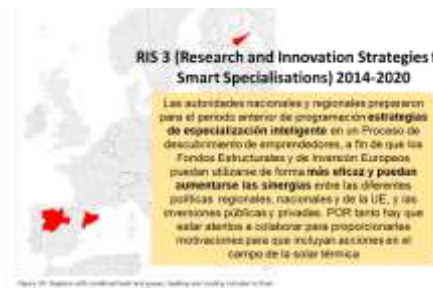 RIS 3 (Research and Innovation Strategies f
Smart Specialisations) 2014-2020
Las autoridades nacionales y regionales prepararon
para el periodo anterior de programación estrategias
de especialización inteligente en un Proceso de
descubrimiento de emprendedores, a fin de que los
Fondos Estructurales y de Inversión Europeos
puedan utilizarse de forma más eficaz y puedan
aumentarse las sinergias entre las diferentes
políticas regionales, nacionales y de la UE, y las
inversiones públicas y privadas. POR tanto hay que
estar atentos a colaborar para proporcionarles
motivaciones para que incluyan acciones en el
campo de la solar térmica